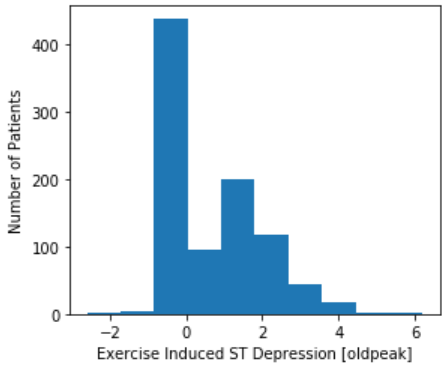 400
300
200
100
0
Number of Patients
−2 0 2 4 6
Exercise Induced ST Depression [oldpeak]